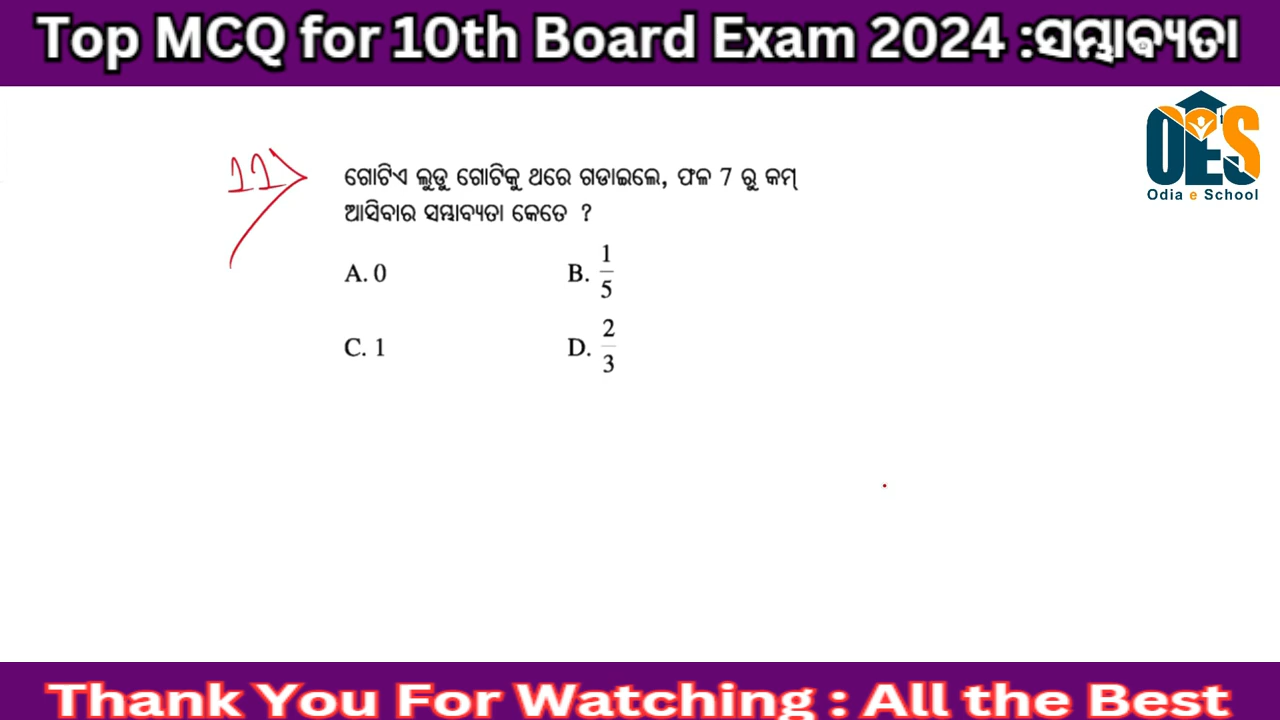 Top MCQ for 10th Board Exam 2024 :ସମ୍ଭାବ୍ୟତା
OES
Odia e School
11
ଗୋଟିଏ ଲୁଡୁ ଗୋଟିକୁ ଥରେ ଗଡାଇଲେ, ଫଳ 7 ରୁ କମ୍
ଆସିବାର ସମ୍ଭାବ୍ୟତା କେତେ ?
A. 0 B. 1/5
C. 1 D. 2/3
Thank You For Watching : All the Best